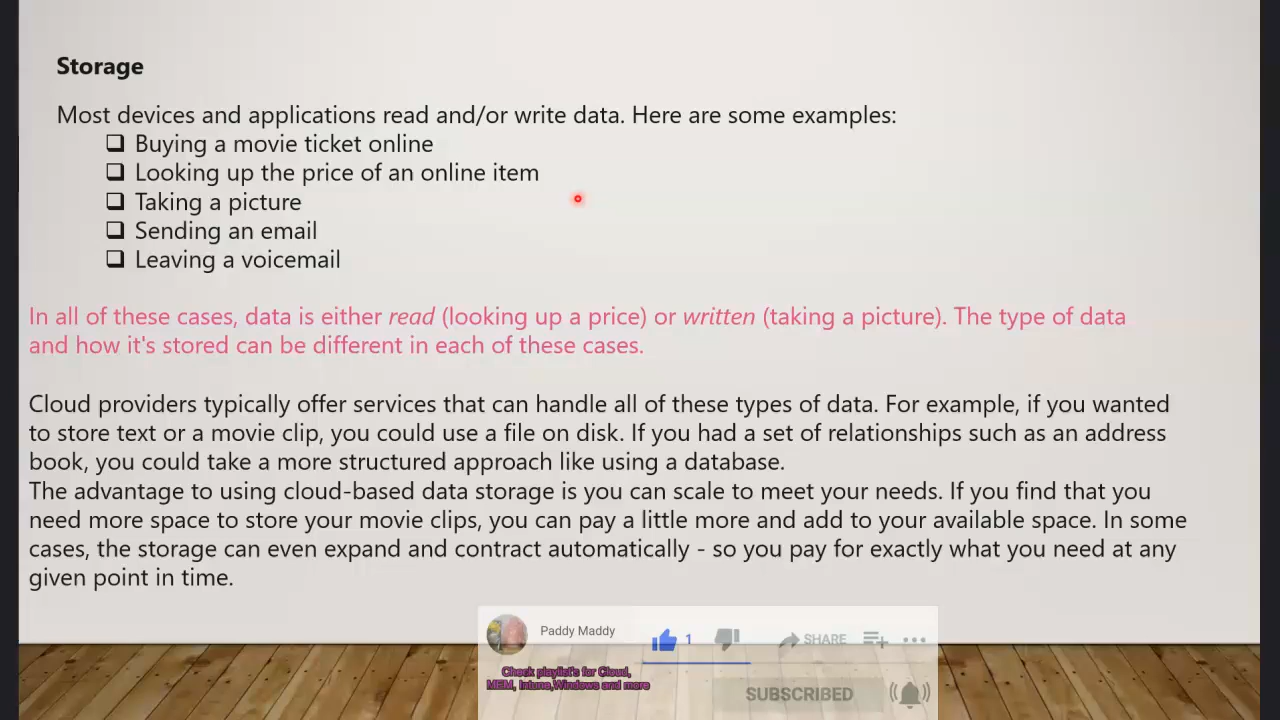 Storage
Most devices and applications read and/or write data. Here are some examples:
❑ Buying a movie ticket online
❑ Looking up the price of an online item
❑ Taking a picture
❑ Sending an email
❑ Leaving a voicemail
In all of these cases, data is either read (looking up a price) or written (taking a picture). The type of data
and how it's stored can be different in each of these cases.
Cloud providers typically offer services that can handle all of these types of data. For example, if you wanted
to store text or a movie clip, you could use a file on disk. If you had a set of relationships such as an address
book, you could take a more structured approach like using a database.
The advantage to using cloud-based data storage is you can scale to meet your needs. If you find that you
need more space to store your movie clips, you can pay a little more and add to your available space. In some
cases, the storage can even expand and contract automatically - so you pay for exactly what you need at any
given point in time.
Paddy Maddy
1
SHARE
Check playlist's for Cloud,
MEM, Intune,Windows and more
SUBSCRIBED